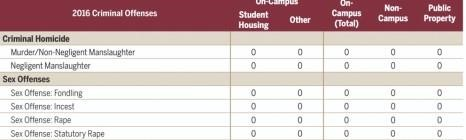 2016 Criminal Offenses On-Campus Student Housing On-Campus Other On-Campus (Total) Non-Campus Public Property
Criminal Homicide
Murder/Non-Negligent Manslaughter 0 0 0 0 0
Negligent Manslaughter 0 0 0 0 0
Sex Offenses
Sex Offense: Fondling 0 0 0 0 0
Sex Offense: Incest 0 0 0 0 0
Sex Offense: Rape 0 0 0 0 0
Sex Offense: Statutory Rape 0 0 0 0 0